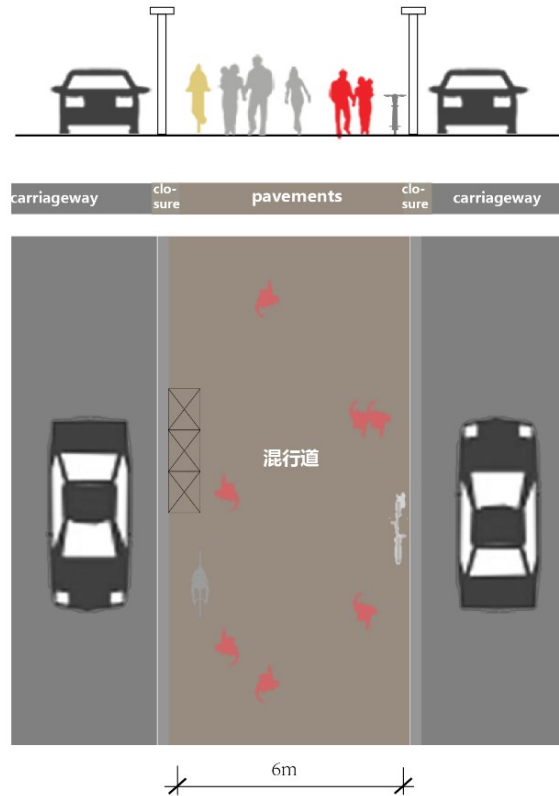 carriageway
clo-
sure
pavements
clo-
sure
carriageway
混行道
6m